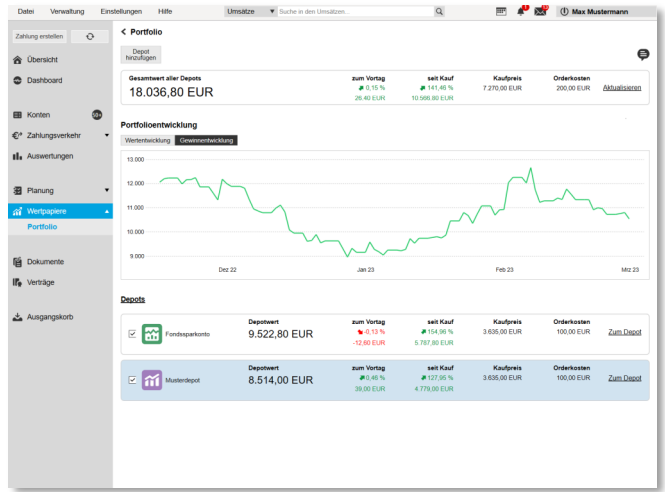 Datei Verwaltung Einstellungen Hilfe Umsätze Suche in den Umsätzen... Max Mustermann
Zahlung erstellen
Portfolio
Depot
hinzufügen
Übersicht
Dashboard
Konten 50+
Zahlungsverkehr
Auswertungen
Planung
Wertpapiere
Portfolio
Dokumente
Verträge
Ausgangskorb
Gesamtwert aller Depots zum Vortag seit Kauf Kaufpreis Orderkosten
18.036,80 EUR 0,15 % 141,46 % 7.270,00 EUR 200,00 EUR Aktualisieren
26,40 EUR 10.566,80 EUR
Portfolioentwicklung
Wertentwicklung Gewinnentwicklung
13.000
12.000
11.000
10.000
9.000
Dez 22 Jan 23 Feb 23 Mrz 23
Depots
Depotwert zum Vortag seit Kauf Kaufpreis Orderkosten
Fondssparkonto 9.522,80 EUR -0,13 % 154,96 % 3.635,00 EUR 100,00 EUR Zum Depot
-12,60 EUR 5.787,80 EUR
Depotwert zum Vortag seit Kauf Kaufpreis Orderkosten
Musterdepot 8.514,00 EUR 0,46 % 127,95 % 3.635,00 EUR 100,00 EUR Zum Depot
39,00 EUR 4.779,00 EUR